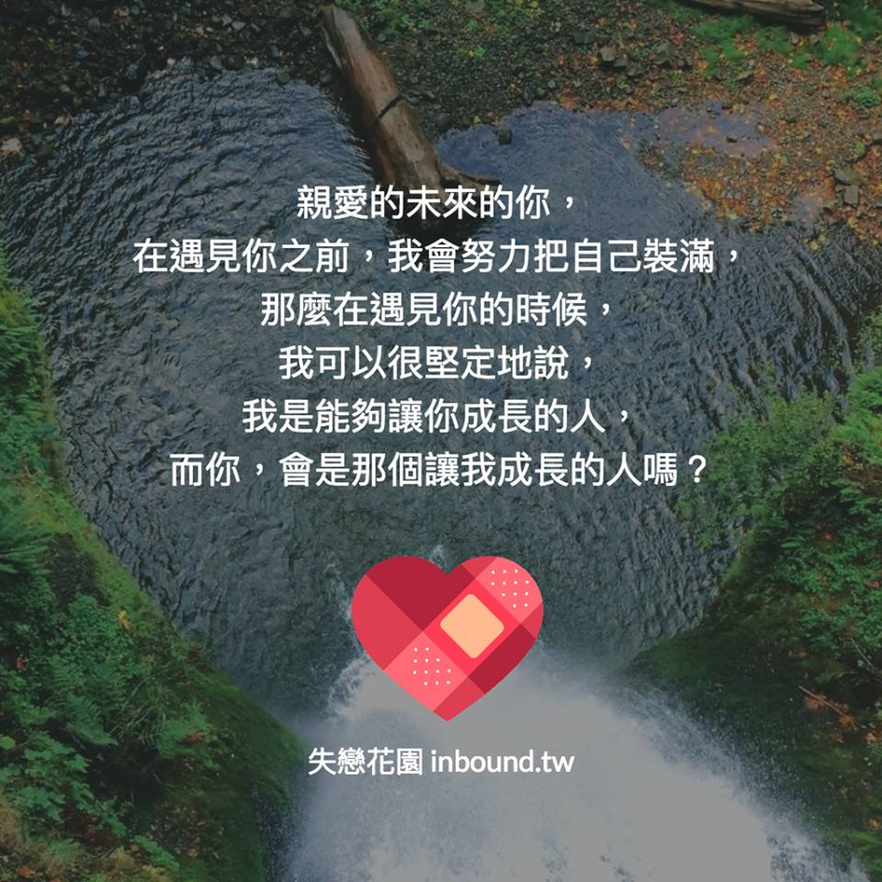 親愛的未來的你，
在遇見你之前，我會努力把自己裝滿，
那麼在遇見你的時候，
我可以很堅定地說，
我是能夠讓你成長的人，
而你，會是那個讓我成長的人嗎？
失戀花園 inbound.tw